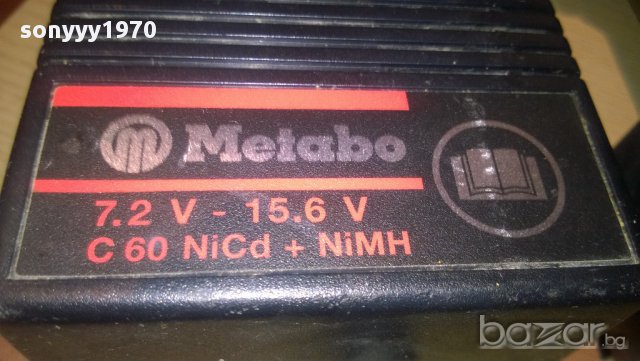 sonyyy1970
Metabo
7.2 V - 15.6 V
C 60 NiCd + NiMH
bazar.bg